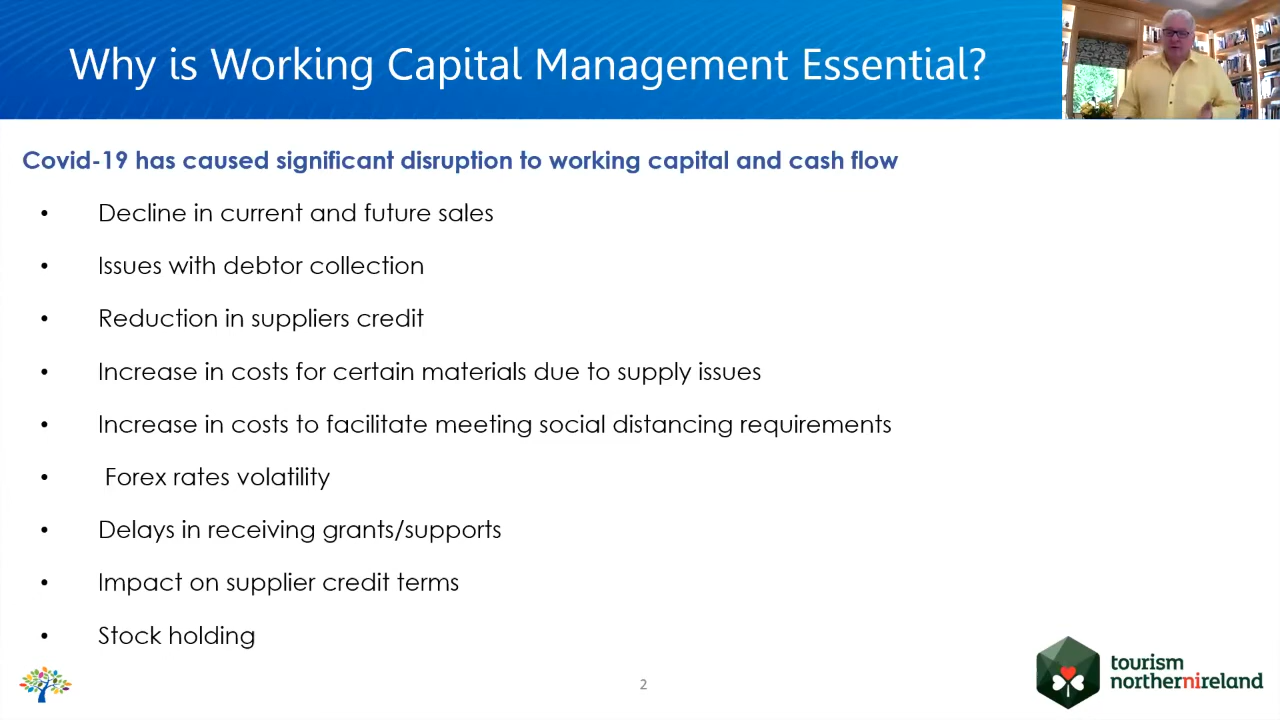 Why is Working Capital Management Essential?
Covid-19 has caused significant disruption to working capital and cash flow
• Decline in current and future sales
• Issues with debtor collection
• Reduction in suppliers credit
• Increase in costs for certain materials due to supply issues
• Increase in costs to facilitate meeting social distancing requirements
• Forex rates volatility
• Delays in receiving grants/supports
• Impact on supplier credit terms
• Stock holding
2
tourism
northernireland